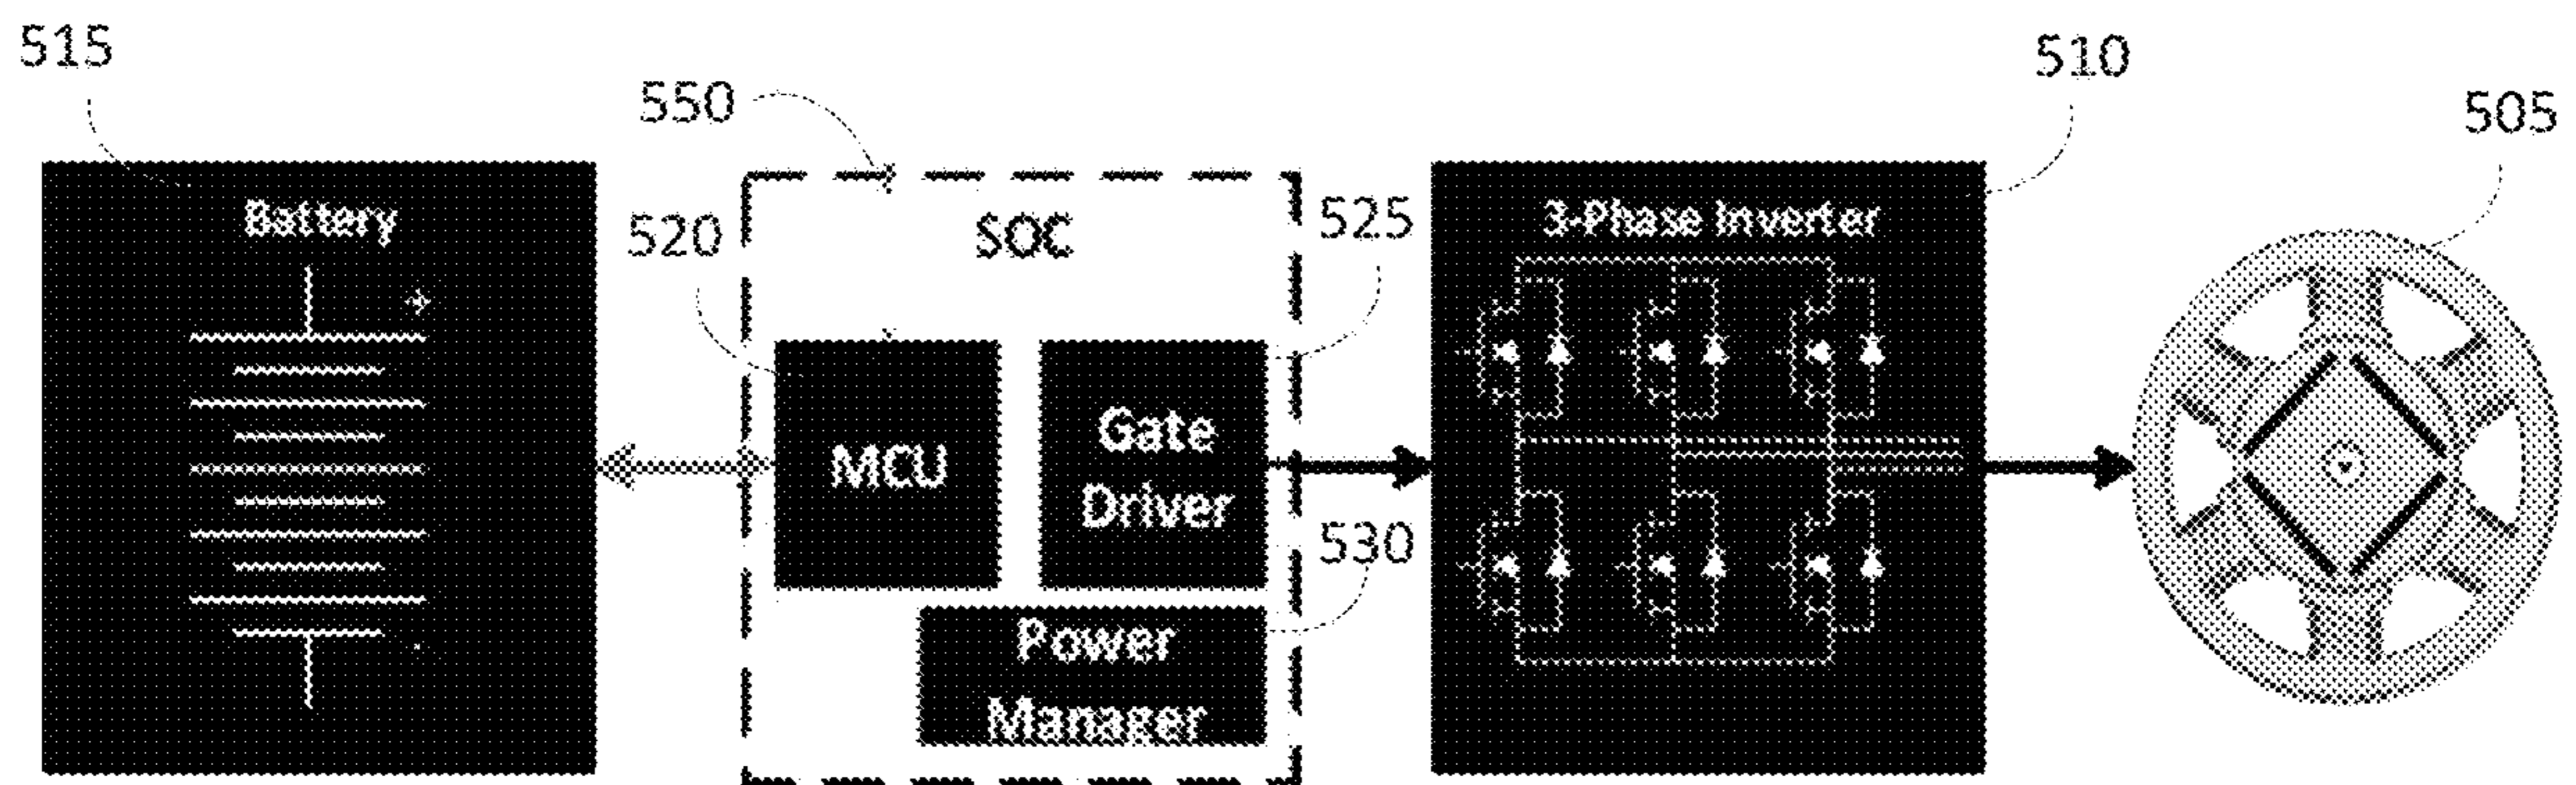 515
550
510
505
Battery
520
SOC
525
3-Phase Inverter
MCU
Gate
Driver
530
Power
Manager